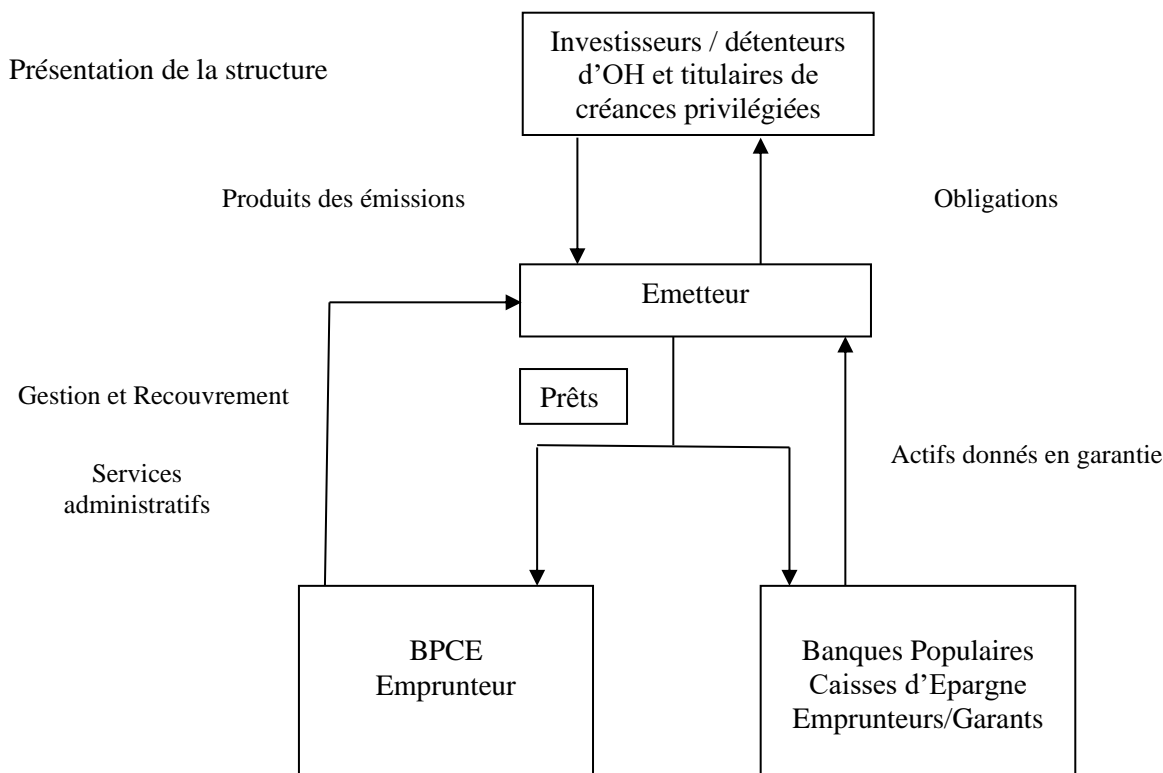 Présentation de la structure
Investisseurs / détenteurs
d’OH et titulaires de
créances privilégiées
Produits des émissions
Obligations
Emetteur
Gestion et Recouvrement
Prêts
Services
administratifs
Actifs donnés en garantie
BPCE
Emprunteur
Banques Populaires
Caisses d’Epargne
Emprunteurs/Garants